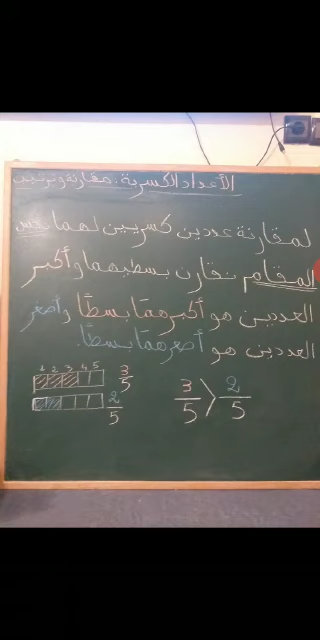 الأعداد الكسرية: مقارنة وترتيب
لمقارنة عددين كسريين لهما نفس
المقام نقارن بسطيهما وأكبر
العددين هو أكبرهما بسطًا وأصغر
العددين هو أصغرهما بسطًا.
1 2 3 4 5
3/5
2/5
3/5 > 2/5